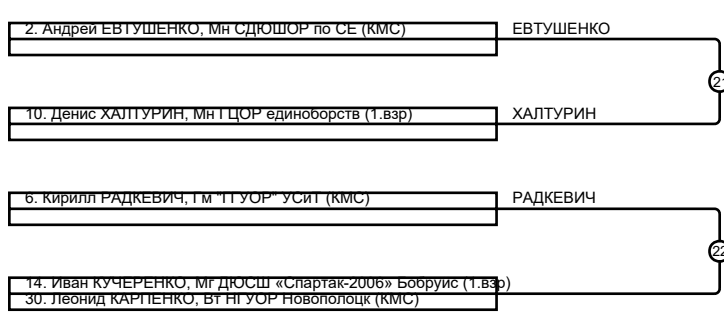 2. Андрей ЕВТУШЕНКО, Мн СДЮШОР по СЕ (КМС)
ЕВТУШЕНКО
21
10. Денис ХАЛТУРИН, Мн ГЦОР единоборств (1.взр)
ХАЛТУРИН
6. Кирилл РАДКЕВИЧ, Гм "ГГУОР" УСиТ (КМС)
РАДКЕВИЧ
22
14. Иван КУЧЕРЕНКО, Мг ДЮСШ «Спартак-2006» Бобруйс (1.взр)
30. Леонид КАРПЕНКО, Вт НГУОР Новополоцк (КМС)